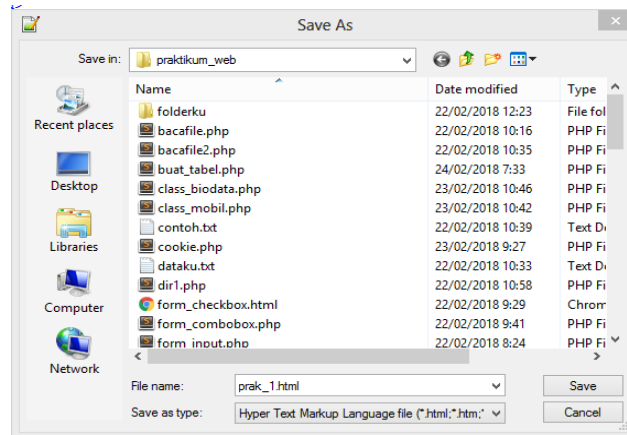 Save As
Save in: praktikum_web
Name Date modified Type
folderku 22/02/2018 12:23 File fol
bacafile.php 22/02/2018 10:16 PHP Fi
bacafile2.php 22/02/2018 10:35 PHP Fi
buat_tabel.php 24/02/2018 7:33 PHP Fi
class_biodata.php 23/02/2018 10:46 PHP Fi
class_mobil.php 23/02/2018 10:42 PHP Fi
contoh.txt 22/02/2018 10:39 Text D
cookie.php 23/02/2018 9:27 PHP Fi
dataku.txt 22/02/2018 10:33 Text D
dir1.php 22/02/2018 10:58 PHP Fi
form_checkbox.html 22/02/2018 9:29 Chrom
form_combobox.php 22/02/2018 9:41 PHP Fi
form_input.php 22/02/2018 8:24 PHP Fi
Recent places
Desktop
Libraries
Computer
Network
File name: prak_1.html Save
Save as type: Hyper Text Markup Language file (*.html;*.htm;* Cancel